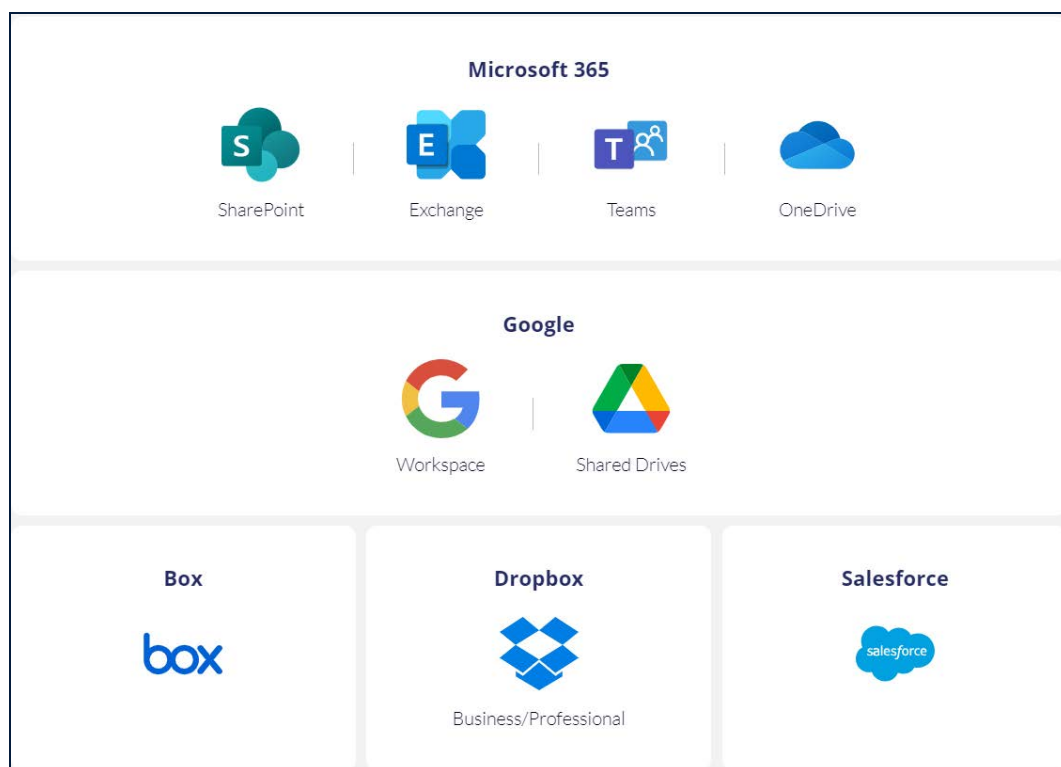 Microsoft 365
S
E
T
SharePoint
Exchange
Teams
OneDrive
Google
Workspace
Shared Drives
Box
Dropbox
Salesforce
box
salesforce
Business/Professional